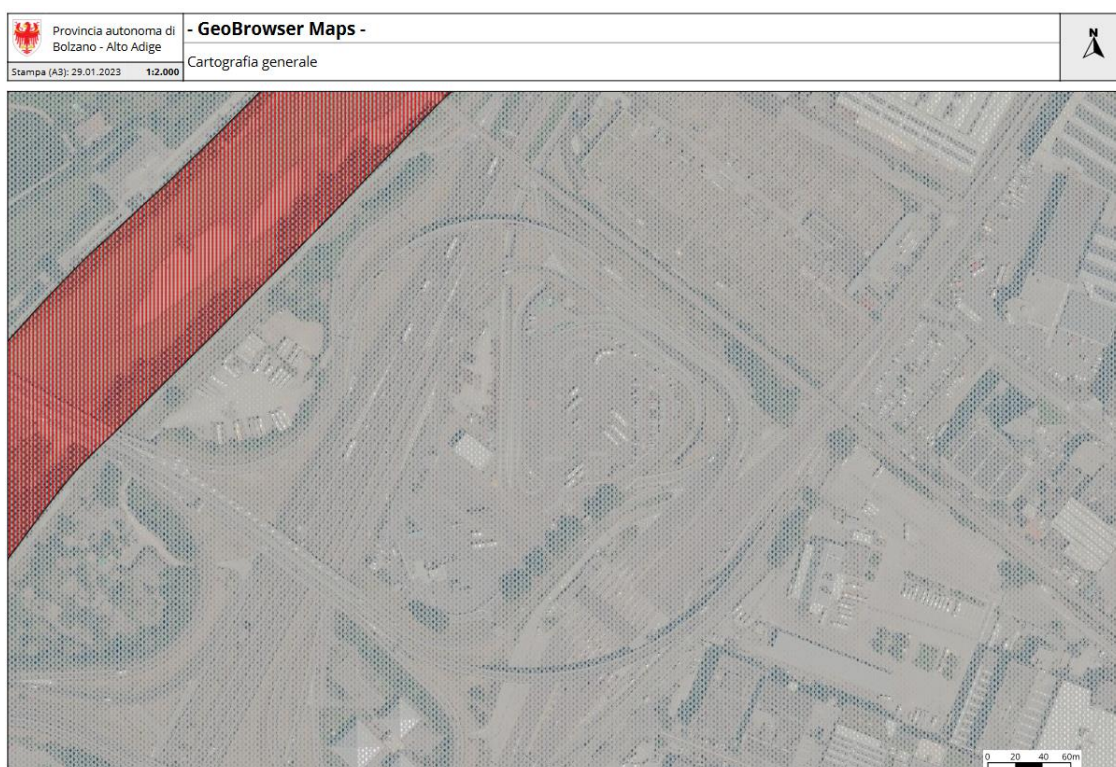 Provincia autonoma di
Bolzano - Alto Adige
Stampa (A3): 29.01.2023 1:2.000
- GeoBrowser Maps -
Cartografia generale
N
0 20 40 60m